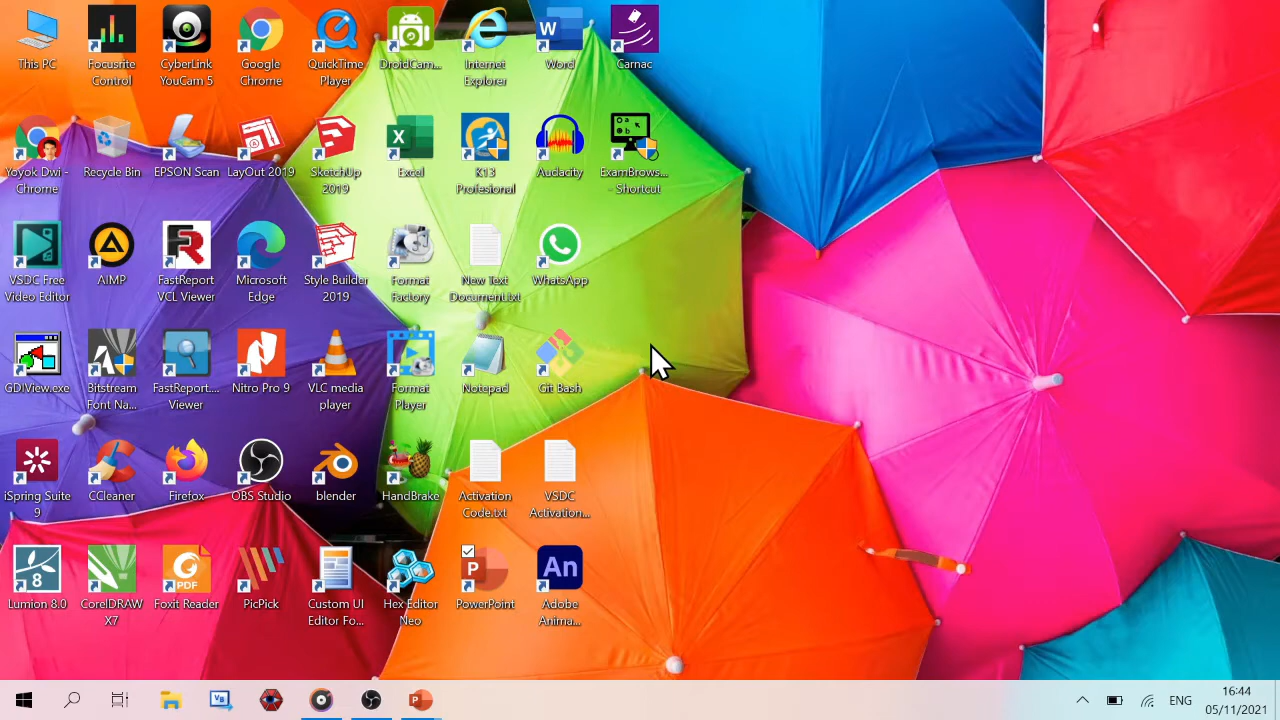 This PC
Focusrite
Control
CyberLink
YouCam 5
Google
Chrome
QuickTime
Player
DroidCam...
Internet
Explorer
Word
Carnac
Yoyok Dwi -
Chrome
Recycle Bin
EPSON Scan
LayOut 2019
SketchUp
2019
Excel
K13
Profesional
Audacity
ExamBrows...
- Shortcut
VSDC Free
Video Editor
AIMP
FastReport
VCL Viewer
Microsoft
Edge
Style Builder
2019
Format
Factory
New Text
Document.txt
WhatsApp
GDIView.exe
Bitstream
Font Na...
FastReport....
Viewer
Nitro Pro 9
VLC media
player
Format
Player
Notepad
Git Bash
iSpring Suite
9
CCleaner
Firefox
OBS Studio
blender
HandBrake
Activation
Code.txt
VSDC
Activation...
Lumion 8.0
CorelDRAW
X7
Foxit Reader
PicPick
Custom UI
Editor Fo...
Hex Editor
Neo
PowerPoint
Adobe
Anima...
ENG
16:44
05/11/2021